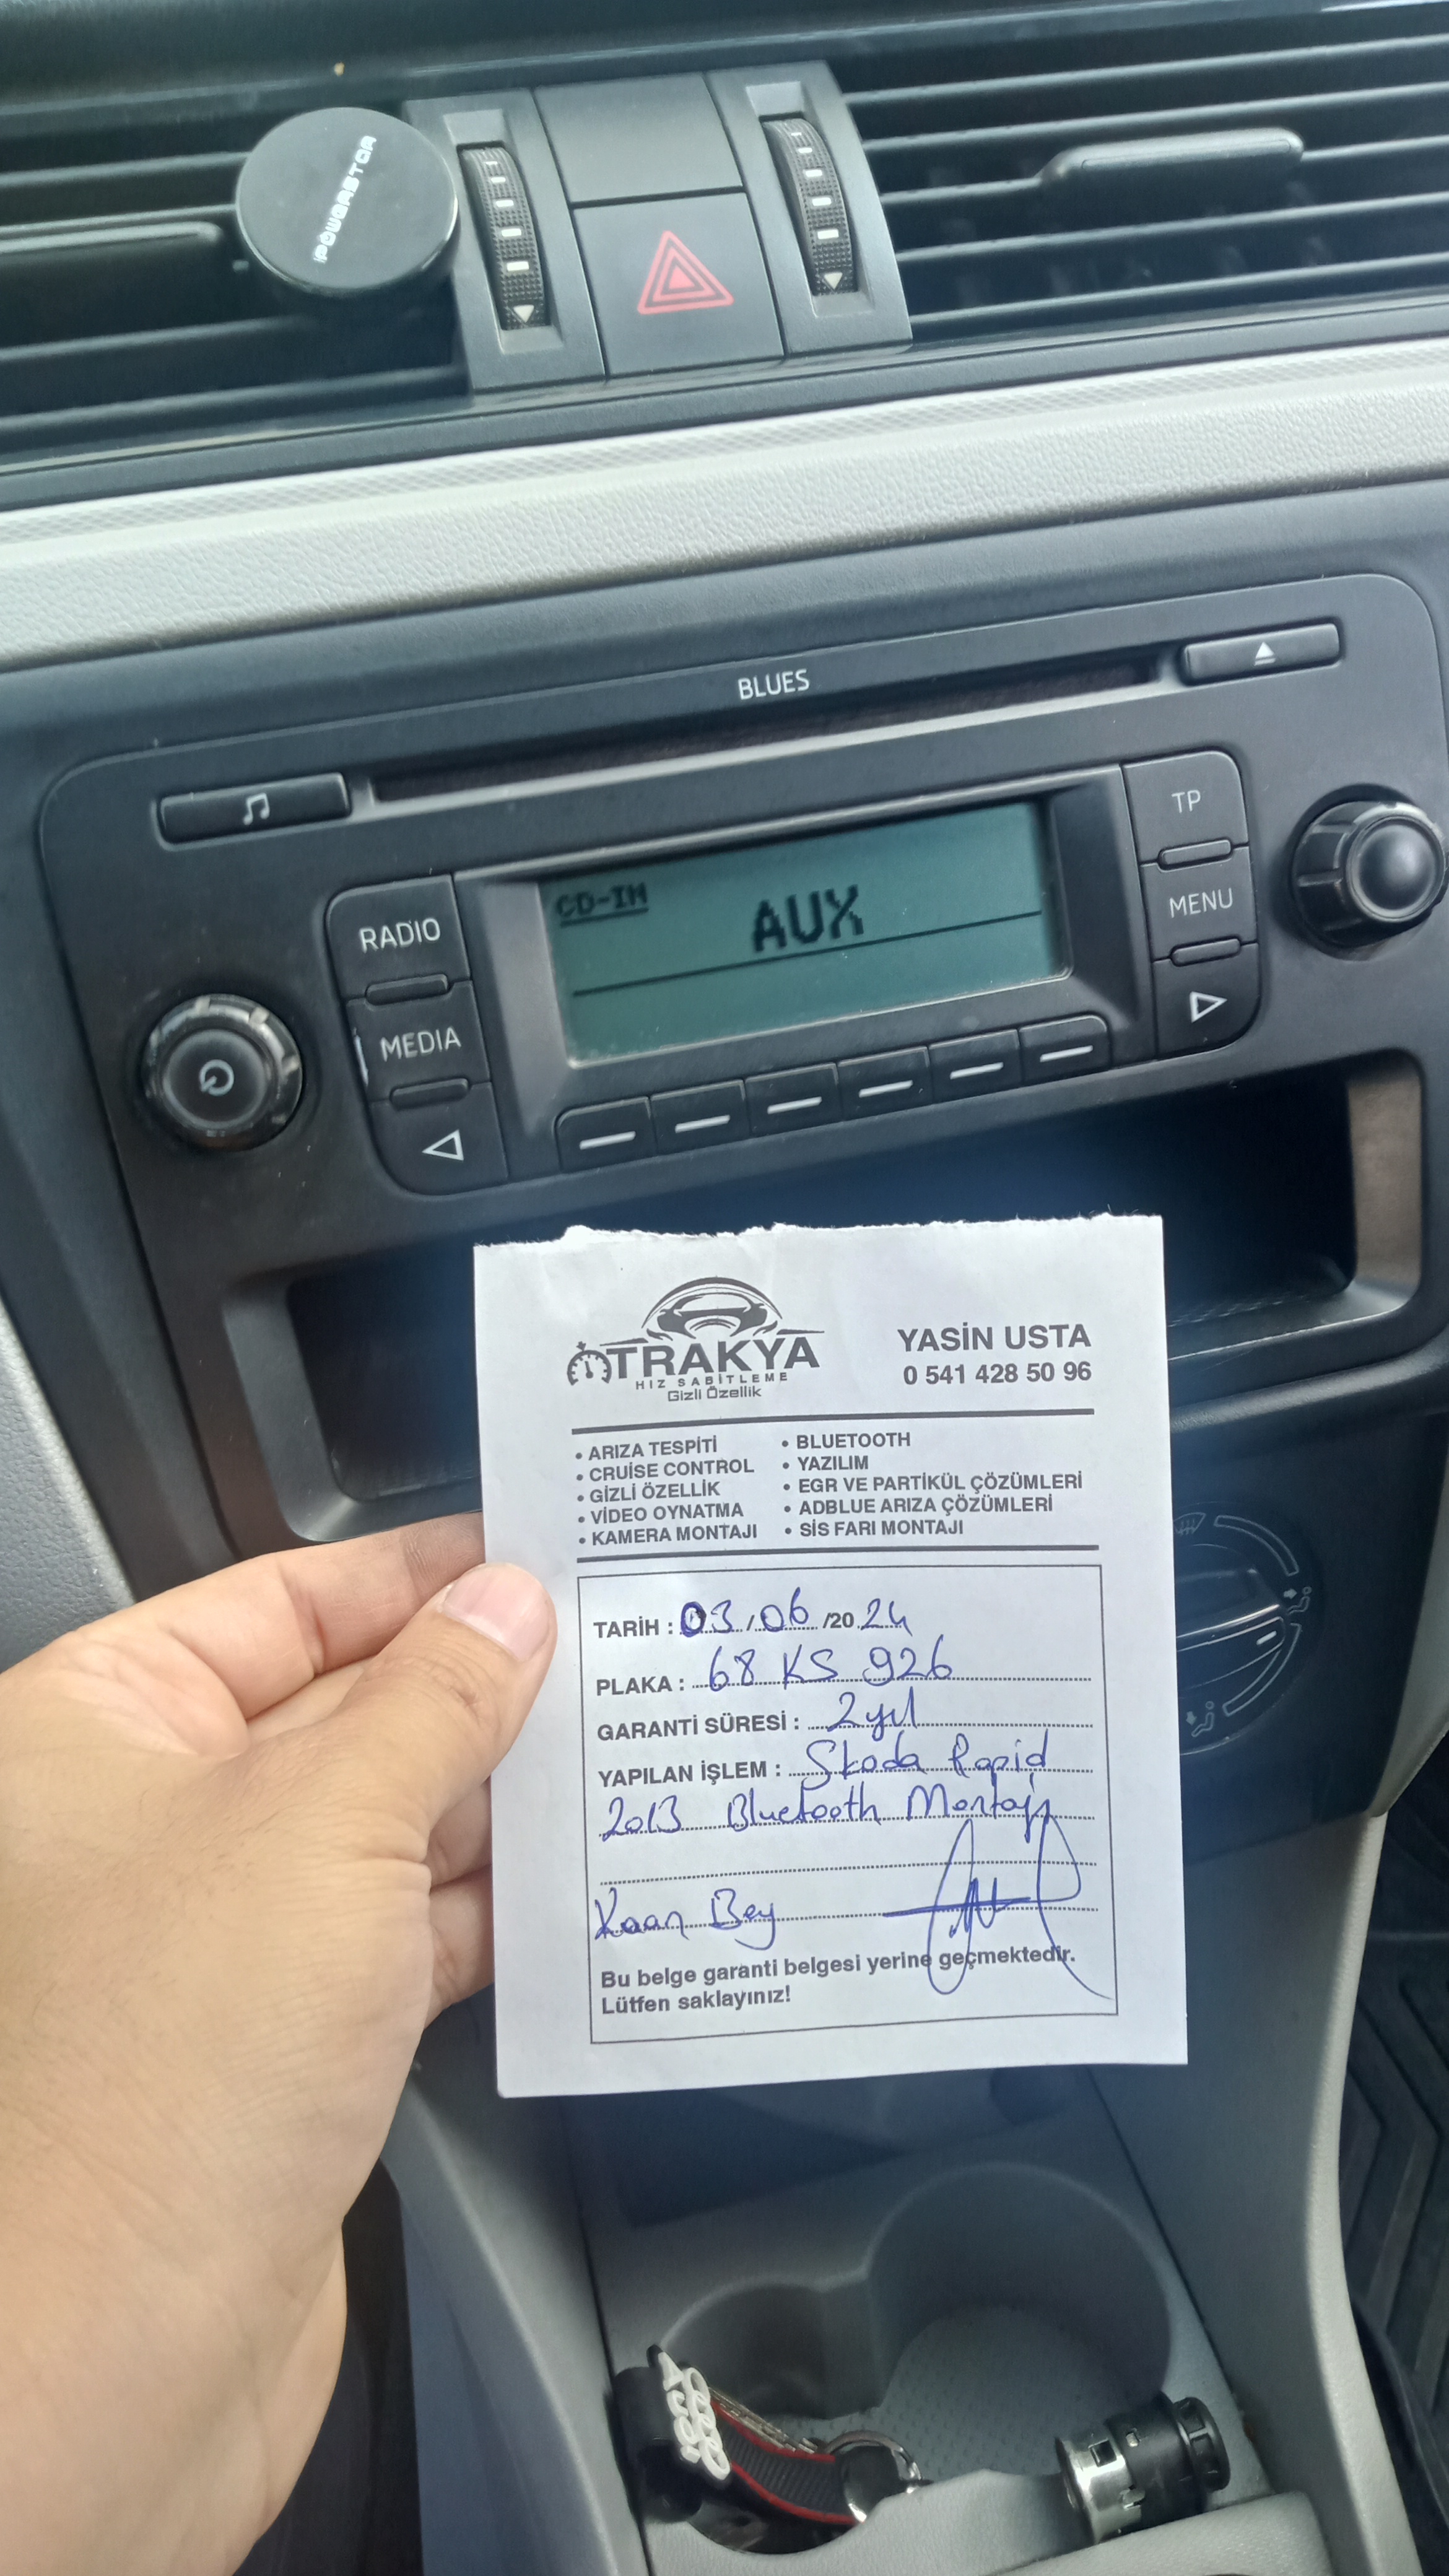 POWERSTAR
BLUES
TP
RADIO
CD-IN
AUX
MENU
MEDIA
TRAKYA
HIZ SABİTLEME
Gizli Özellik
YASİN USTA
0 541 428 50 96
• ARIZA TESPİTİ
• CRUİSE CONTROL
• GİZLİ ÖZELLİK
• VİDEO OYNATMA
• KAMERA MONTAJI
• BLUETOOTH
• YAZILIM
• EGR VE PARTİKÜL ÇÖZÜMLERİ
• ADBLUE ARIZA ÇÖZÜMLERİ
• SİS FARI MONTAJI
TARİH : 03 / 06 /20 24
PLAKA : 68 KS 926
GARANTİ SÜRESİ : 2 yıl
YAPILAN İŞLEM : Skoda Rapid
2013 Bluetooth Montajı
Kaan Bey
Bu belge garanti belgesi yerine geçmektedir.
Lütfen saklayınız!